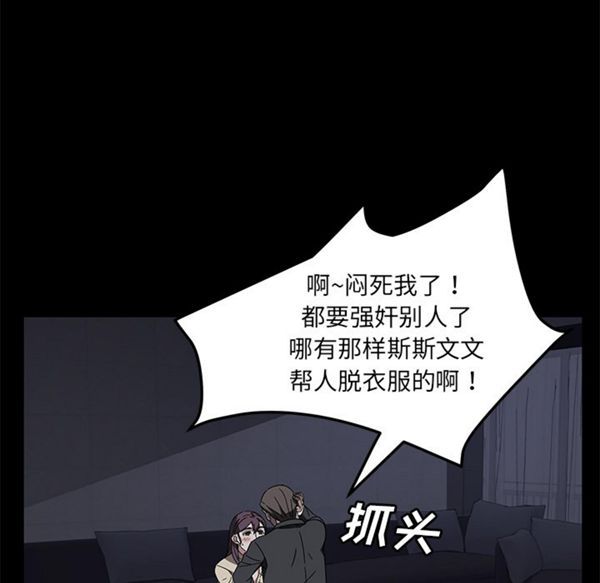 啊~闷死我了！
都要强奸别人了
哪有那样斯斯文文
帮人脱衣服的啊！
抓头